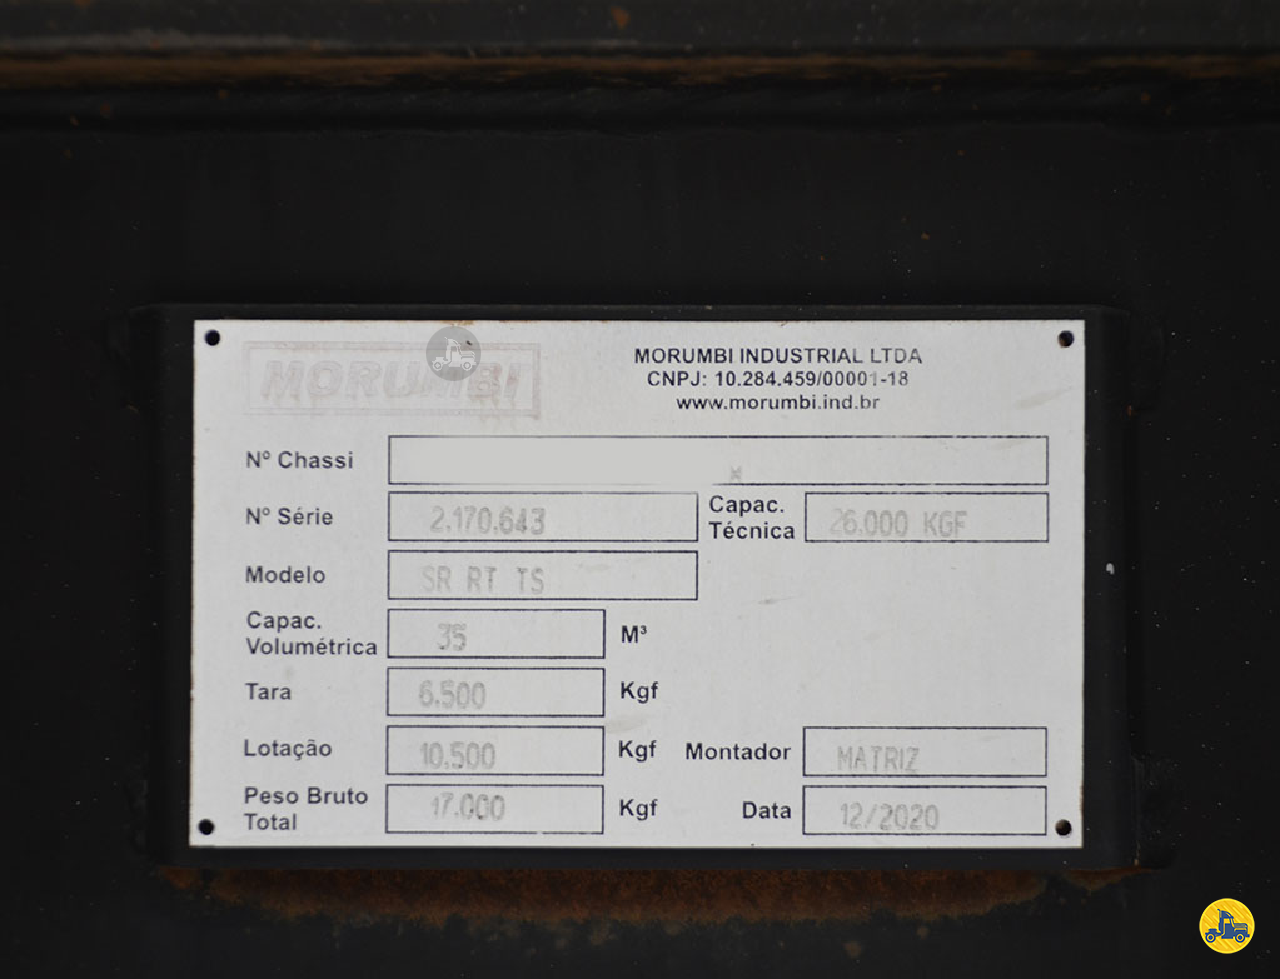 MORUMBI
MORUMBI INDUSTRIAL LTDA
CNPJ: 10.284.459/00001-18
www.morumbi.ind.br
Nº Chassi
Nº Série 2.170.643 Capac. Técnica 26.000 KGF
Modelo SR RT TS
Capac. Volumétrica 35 M³
Tara 6.500 Kgf
Lotação 10.500 Kgf Montador MATRIZ
Peso Bruto Total 17.000 Kgf Data 12/2020